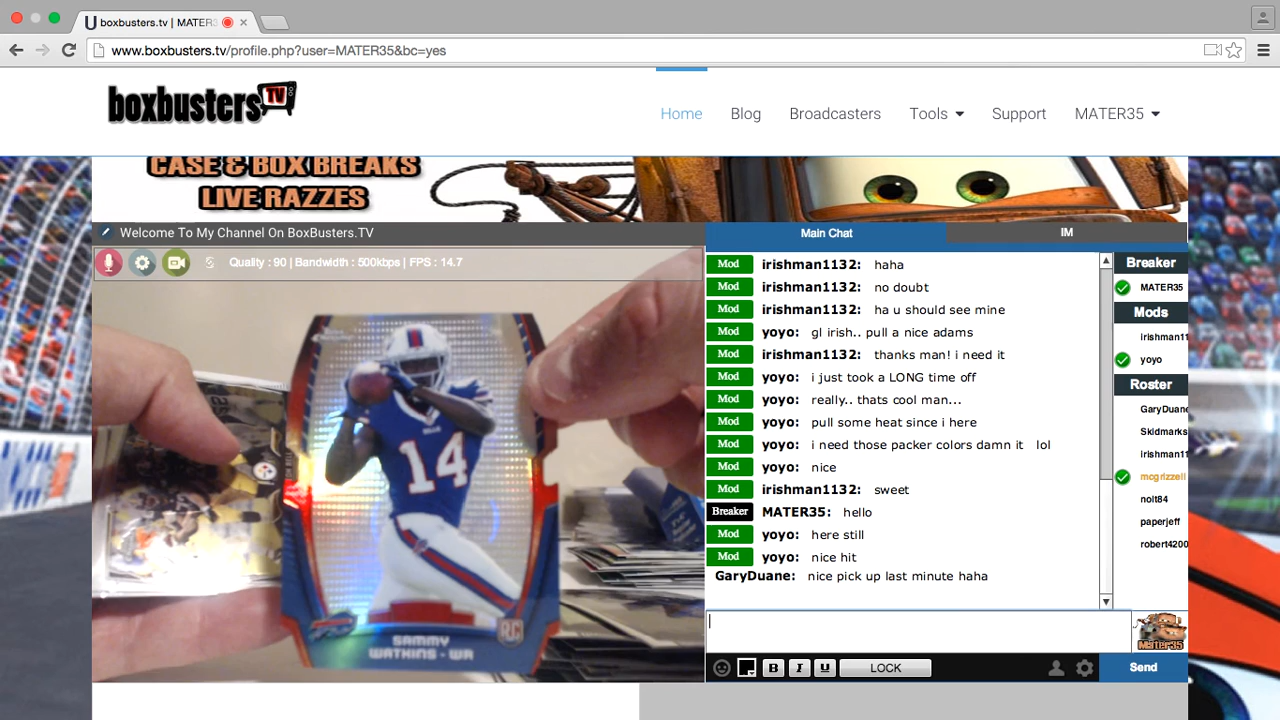 boxbusters.tv | MATER3
www.boxbusters.tv/profile.php?user=MATER35&bc=yes
boxbusters TV
Home
Blog
Broadcasters
Tools
Support
MATER35
CASE & BOX BREAKS
LIVE RAZZES
Welcome To My Channel On BoxBusters.TV
Quality : 90 | Bandwidth : 500kbps | FPS : 14.7
14
SAMMY
WATKINS - WR
RC
Main Chat
IM
Mod irishman1132: haha
Mod irishman1132: no doubt
Mod irishman1132: ha u should see mine
Mod yoyo: gl irish.. pull a nice adams
Mod irishman1132: thanks man! i need it
Mod yoyo: i just took a LONG time off
Mod yoyo: really.. thats cool man...
Mod yoyo: pull some heat since i here
Mod yoyo: i need those packer colors damn it lol
Mod yoyo: nice
Mod irishman1132: sweet
Breaker MATER35: hello
Mod yoyo: here still
Mod yoyo: nice hit
GaryDuane: nice pick up last minute haha
Breaker
MATER35
Mods
irishman11
yoyo
Roster
GaryDuane
Skidmarks
irishman11
mcgrizzell
nolt84
paperjeff
robert4200
Mater35
B I U
LOCK
Send